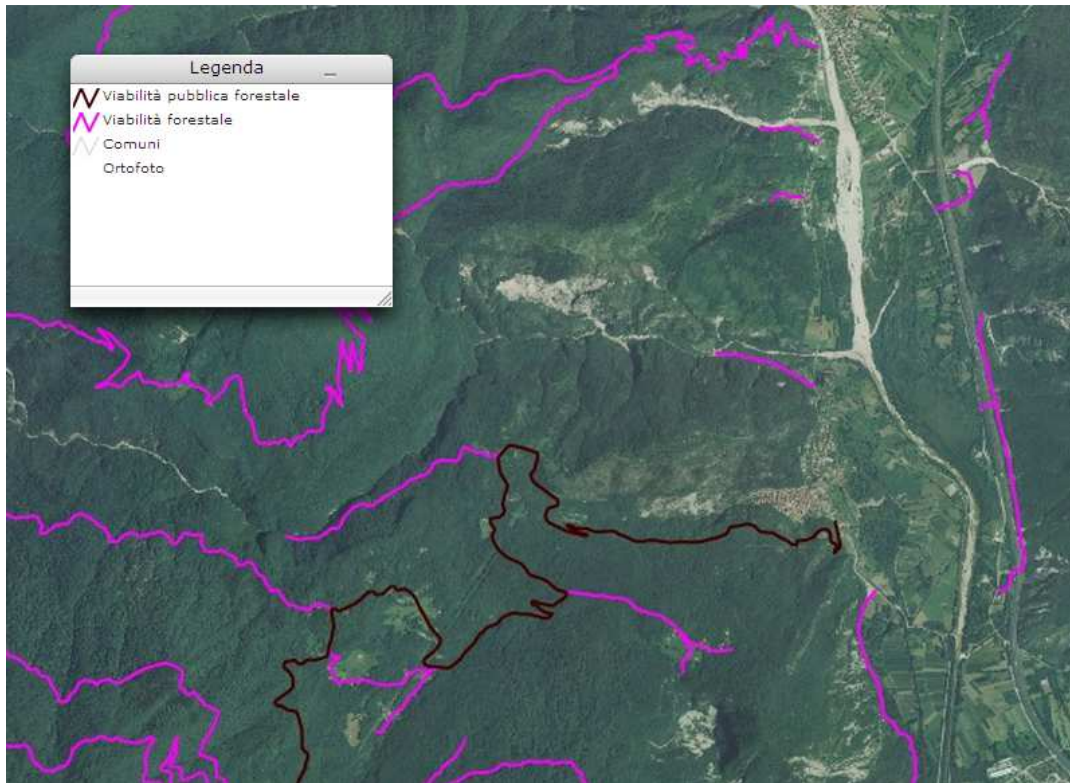 Legenda
Viabilità pubblica forestale
Viabilità forestale
Comuni
Ortofoto